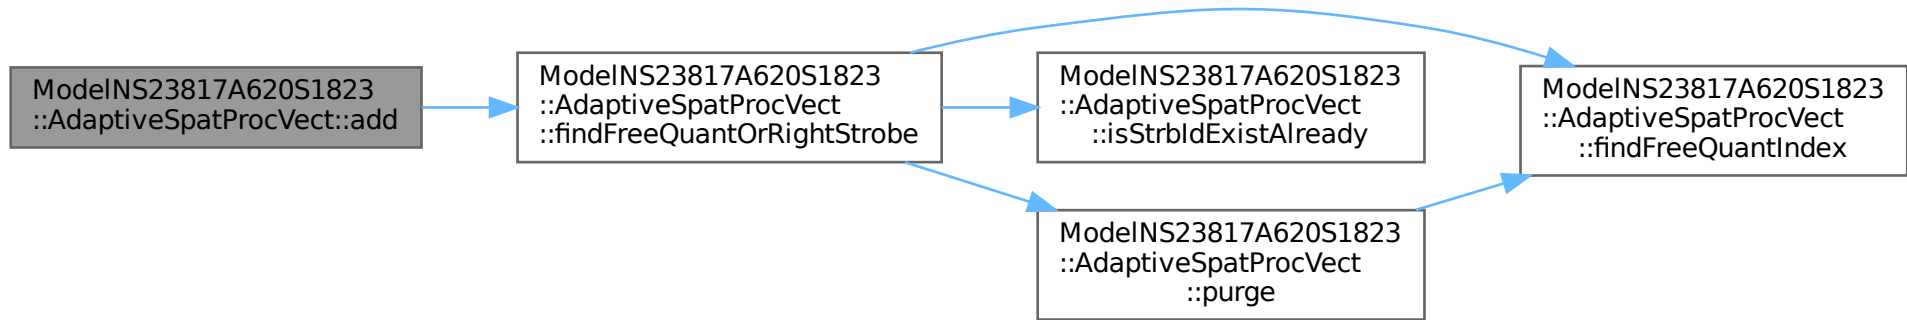 ModelNS23817A620S1823
::AdaptiveSpatProcVect::add
ModelNS23817A620S1823
::AdaptiveSpatProcVect
::findFreeQuantOrRightStrobe
ModelNS23817A620S1823
::AdaptiveSpatProcVect
::isStrbIdExistAlready
ModelNS23817A620S1823
::AdaptiveSpatProcVect
::purge
ModelNS23817A620S1823
::AdaptiveSpatProcVect
::findFreeQuantIndex